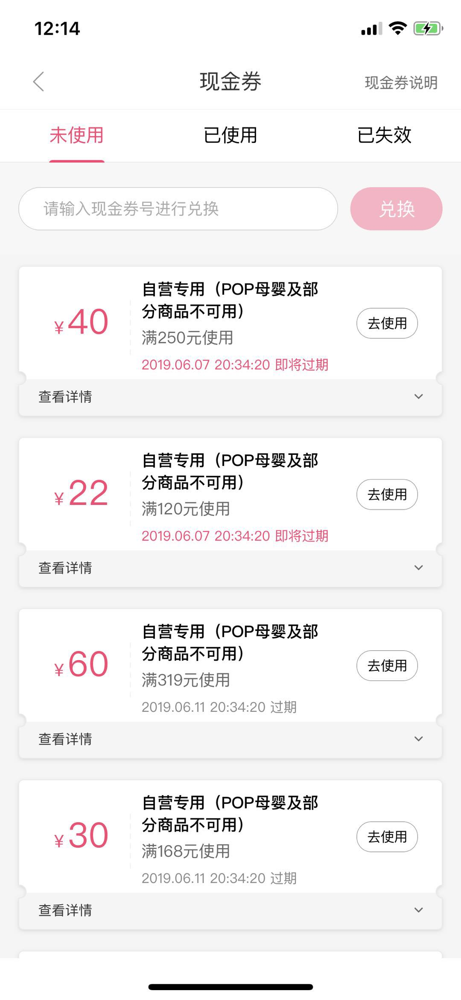 12:14
现金券
现金券说明
未使用
已使用
已失效
请输入现金券号进行兑换
兑换
¥40
自营专用（POP母婴及部
分商品不可用）
满250元使用
2019.06.07 20:34:20 即将过期
去使用
查看详情
¥22
自营专用（POP母婴及部
分商品不可用）
满120元使用
2019.06.07 20:34:20 即将过期
去使用
查看详情
¥60
自营专用（POP母婴及部
分商品不可用）
满319元使用
2019.06.11 20:34:20 过期
去使用
查看详情
¥30
自营专用（POP母婴及部
分商品不可用）
满168元使用
2019.06.11 20:34:20 过期
去使用
查看详情